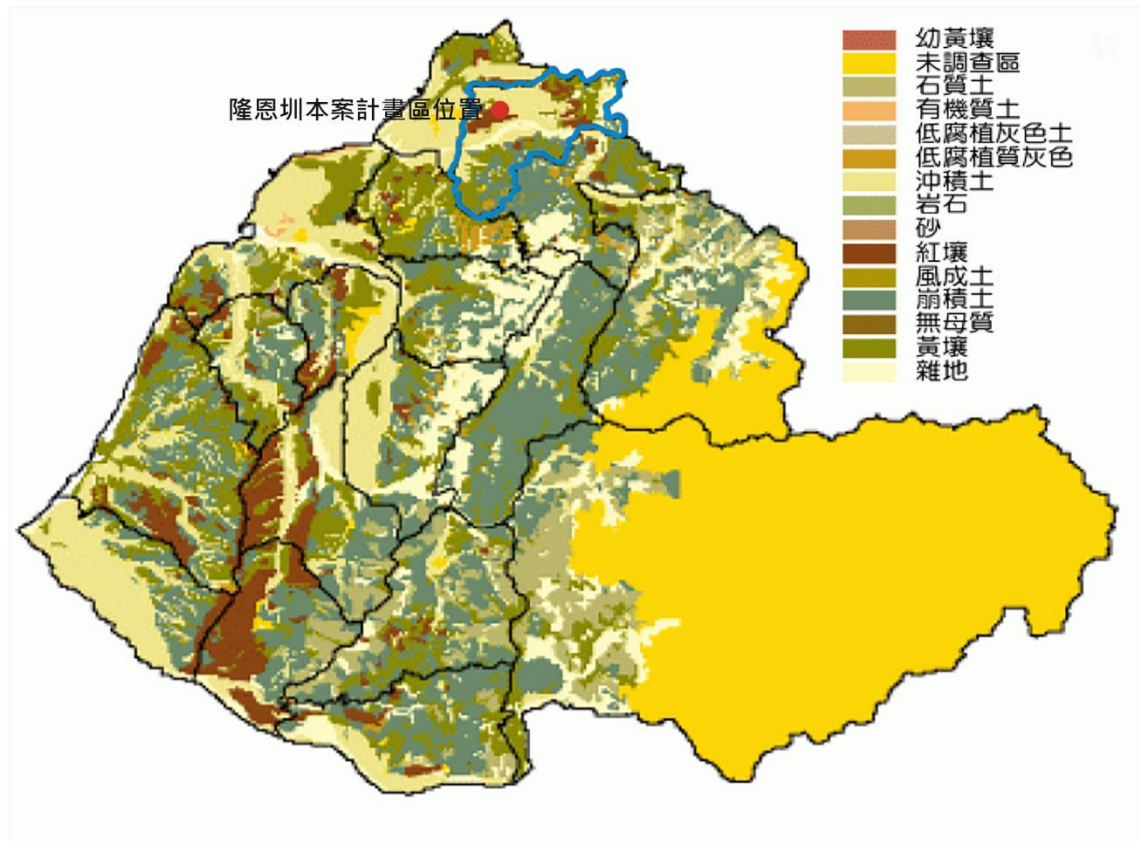 幼黃壤
未調查區
石質土
有機質土
低腐植灰色土
低腐植質灰色
沖積土
岩石
砂
紅壤
風成土
崩積土
無母質
黃壤
雜地
隆恩圳本案計畫區位置